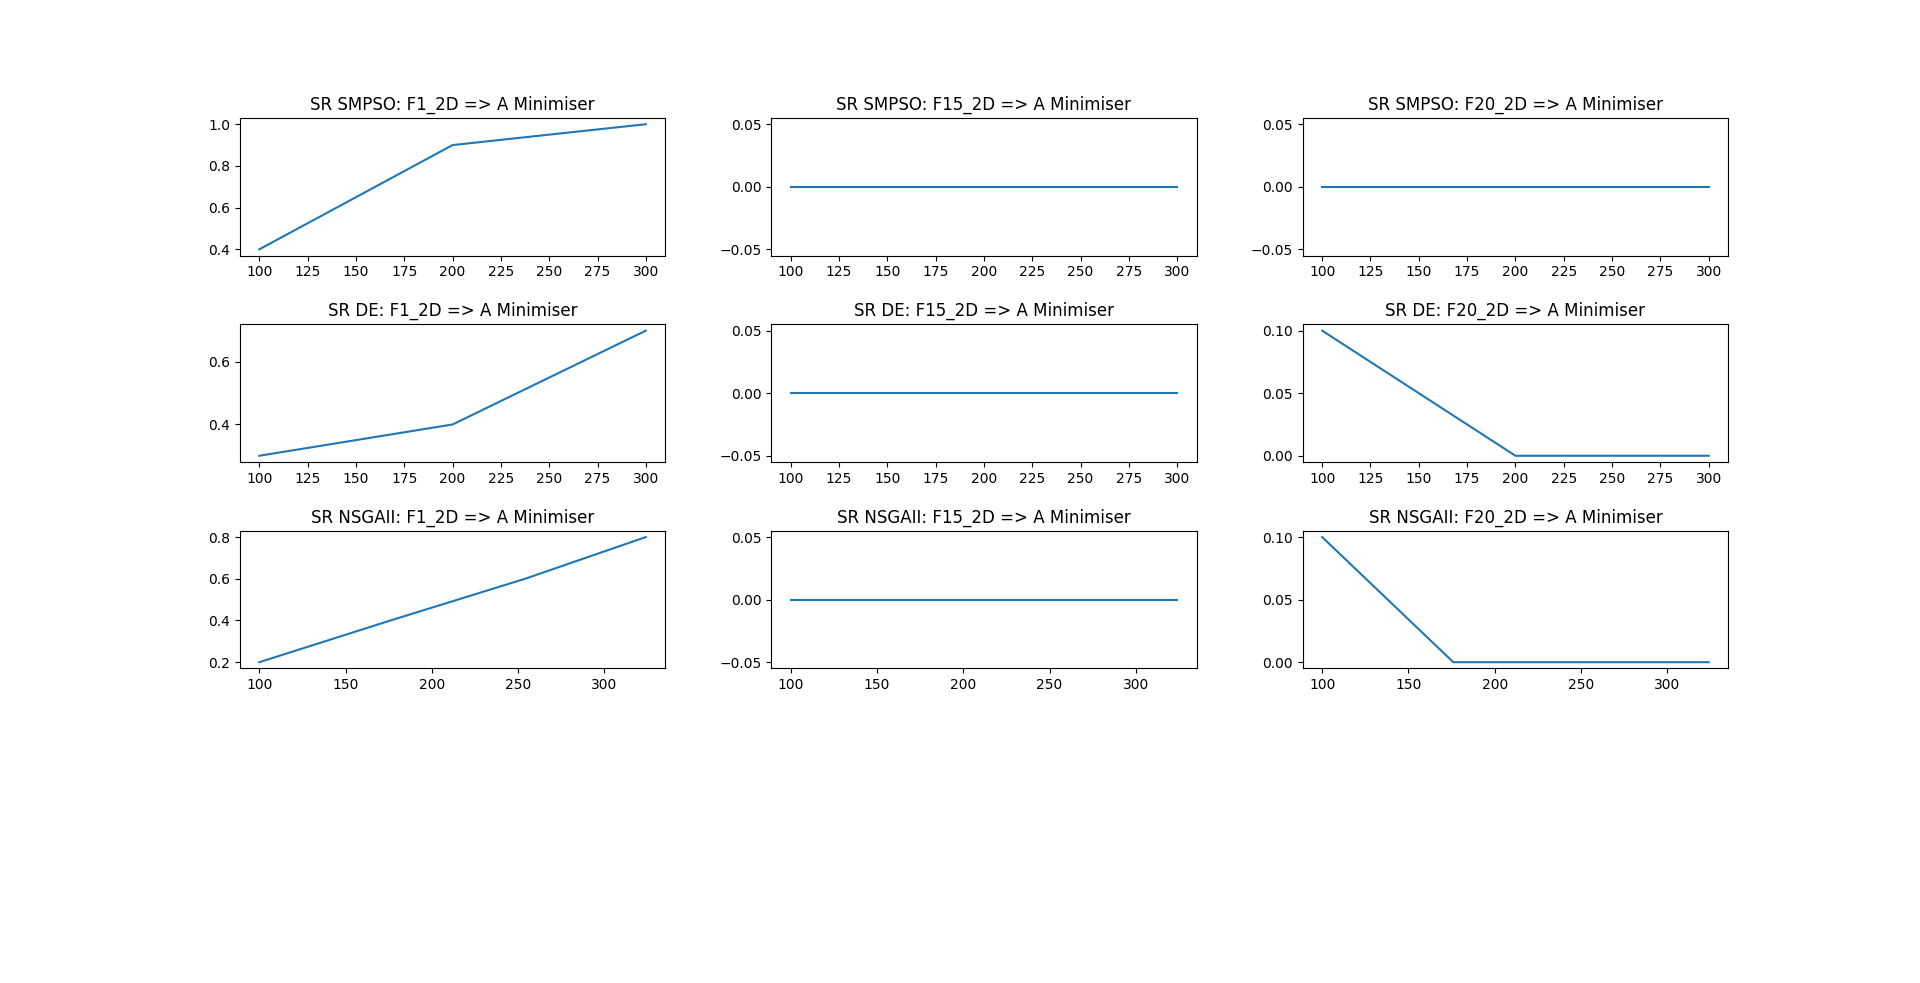 SR SMPSO: F1_2D => A Minimiser
1.0
0.8
0.6
0.4
100 125 150 175 200 225 250 275 300
SR SMPSO: F15_2D => A Minimiser
0.05
0.00
−0.05
100 125 150 175 200 225 250 275 300
SR SMPSO: F20_2D => A Minimiser
0.05
0.00
−0.05
100 125 150 175 200 225 250 275 300
SR DE: F1_2D => A Minimiser
0.6
0.4
100 125 150 175 200 225 250 275 300
SR DE: F15_2D => A Minimiser
0.05
0.00
−0.05
100 125 150 175 200 225 250 275 300
SR DE: F20_2D => A Minimiser
0.10
0.05
0.00
100 125 150 175 200 225 250 275 300
SR NSGAII: F1_2D => A Minimiser
0.8
0.6
0.4
0.2
100 150 200 250 300
SR NSGAII: F15_2D => A Minimiser
0.05
0.00
−0.05
100 150 200 250 300
SR NSGAII: F20_2D => A Minimiser
0.10
0.05
0.00
100 150 200 250 300